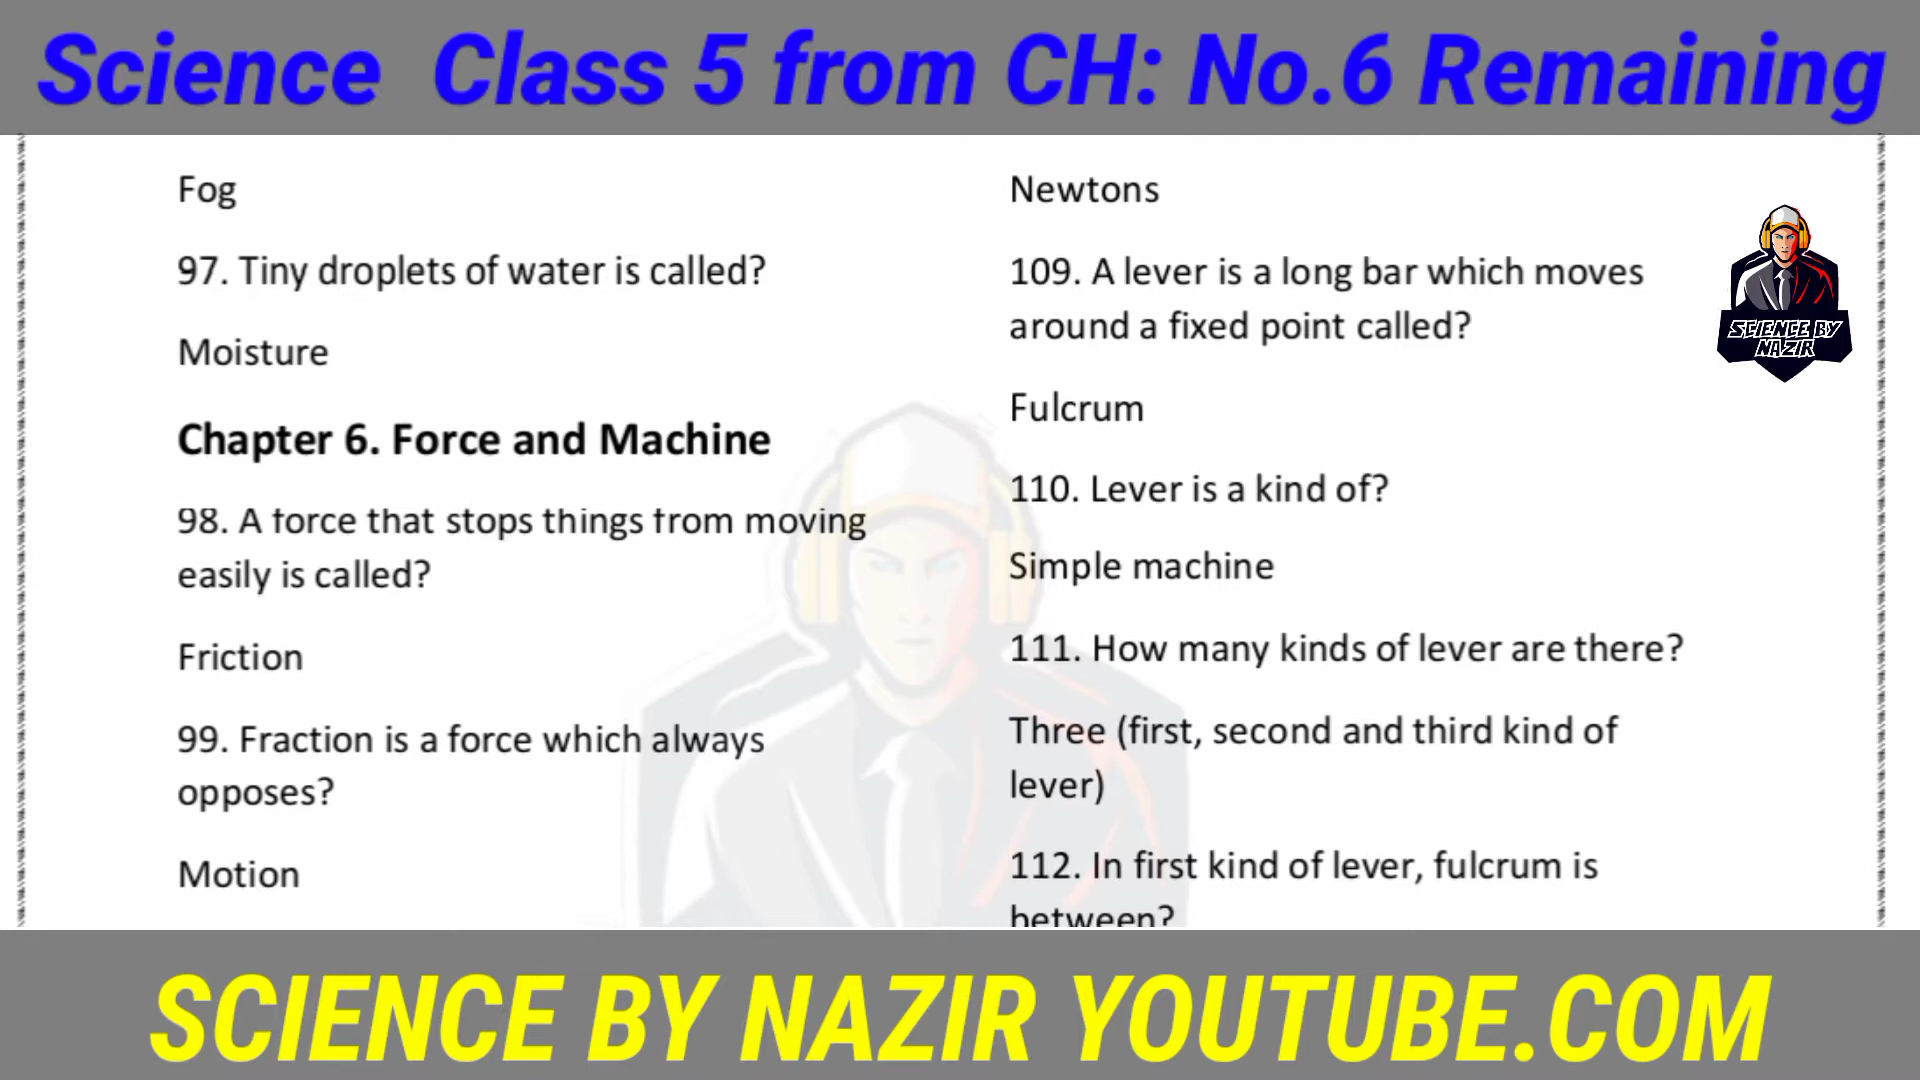 Science Class 5 from CH: No.6 Remaining
Fog
97. Tiny droplets of water is called?
Moisture
Chapter 6. Force and Machine
98. A force that stops things from moving
easily is called?
Friction
99. Fraction is a force which always
opposes?
Motion
Newtons
109. A lever is a long bar which moves
around a fixed point called?
Fulcrum
110. Lever is a kind of?
Simple machine
111. How many kinds of lever are there?
Three (first, second and third kind of
lever)
112. In first kind of lever, fulcrum is
between?
SCIENCE BY
NAZIR
SCIENCE BY NAZIR YOUTUBE.COM